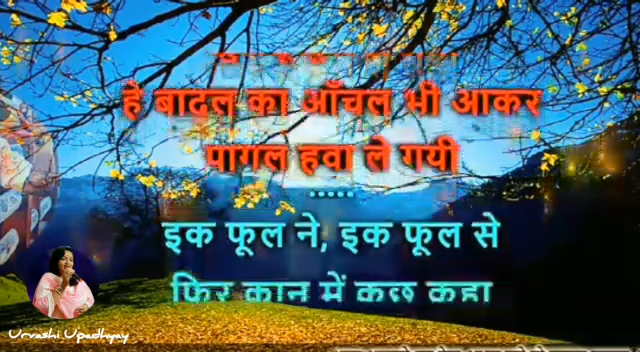 हे बादल का आँचल भी आकर
पागल हवा ले गयी
.....
इक फूल ने, इक फूल से
फिर कान में कुछ कहा
Urvashi Upadhyay